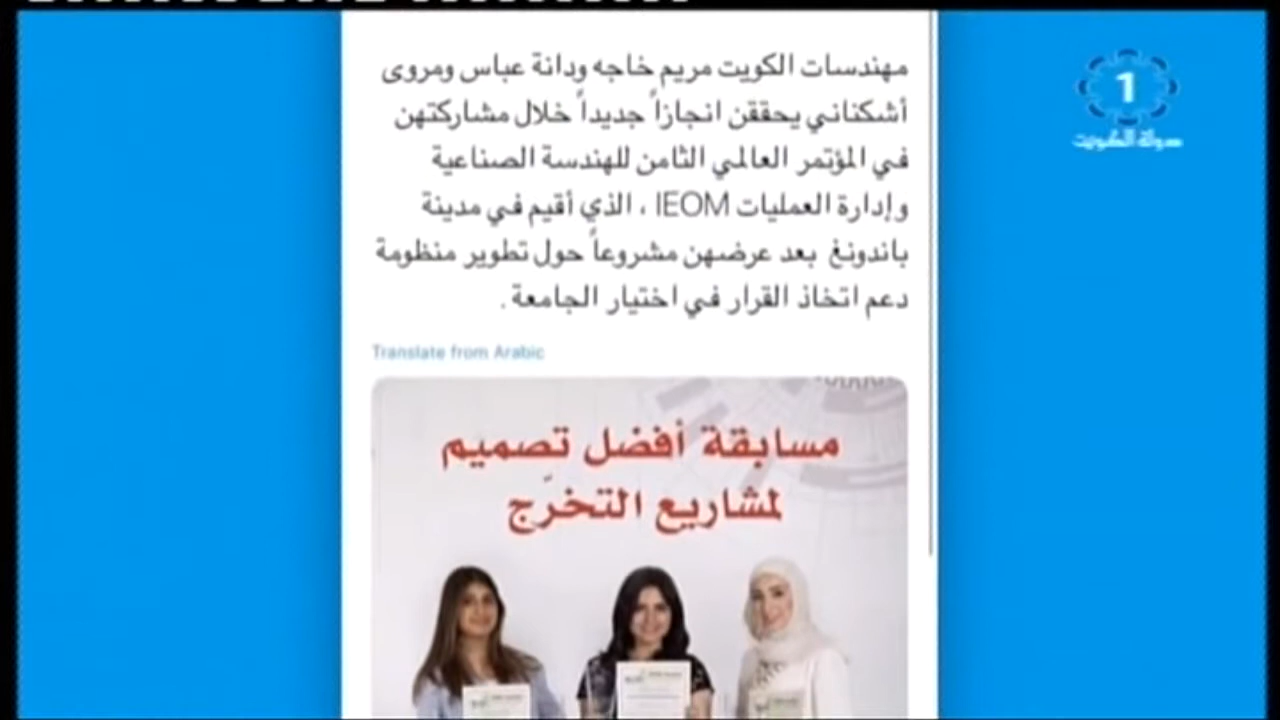 مهندسات الكويت مريم خاجه ودانة عباس ومروى
أشكناني يحققن انجازاً جديداً خلال مشاركتهن
في المؤتمر العالمي الثامن للهندسة الصناعية
وإدارة العمليات IEOM ، الذي أقيم في مدينة
باندونغ بعد عرضهن مشروعاً حول تطوير منظومة
دعم اتخاذ القرار في اختيار الجامعة .
Translate from Arabic
مسابقة أفضل تصميم
لمشاريع التخرّج
1
دولة الكويت